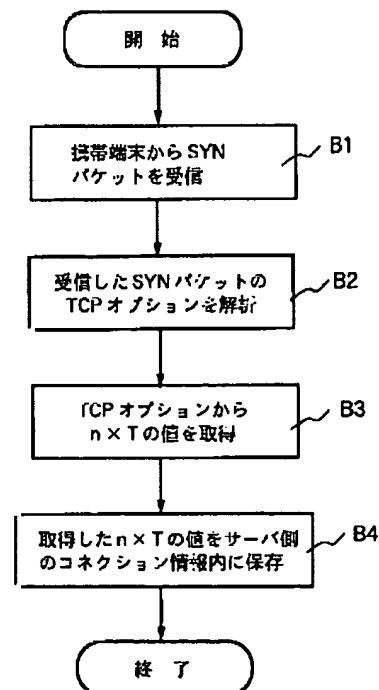 開 始
携帯端末からSYN
パケットを受信
B1
受信したSYNパケットの
TCPオプションを解析
B2
TCPオプションから
n×Tの値を取得
B3
取得したn×Tの値をサーバ側
のコネクション情報内に保存
B4
終 了